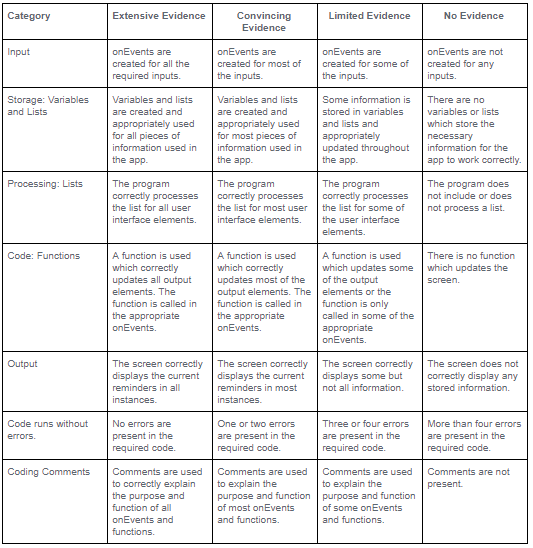 Category
Extensive Evidence
Convincing
Evidence
Limited Evidence
No Evidence
Input
onEvents are
created for all the
required inputs.
onEvents are
created for most of
the inputs.
onEvents are
created for some of
the inputs.
onEvents are not
created for any
inputs.
Storage: Variables
and Lists
Variables and lists
are created and
appropriately used
for all pieces of
information used in
the app.
Variables and lists
are created and
appropriately used
for most pieces of
information used in
the app.
Some information is
stored in variables
and lists and
appropriately
updated throughout
the app.
There are no
variables or lists
which store the
necessary
information for the
app to work correctly.
Processing: Lists
The program
correctly processes
the list for all user
interface elements.
The program
correctly processes
the list for most user
interface elements.
The program
correctly processes
the list for some of
the user interface
elements.
The program does
not include or does
not process a list.
Code: Functions
A function is used
which correctly
updates all output
elements. The
function is called in
the appropriate
onEvents.
A function is used
which correctly
updates most of the
output elements. The
function is called in
the appropriate
onEvents.
A function is used
which updates some
of the output
elements or the
function is only
called in some of the
appropriate
onEvents.
There is no function
which updates the
screen.
Output
The screen correctly
displays the current
reminders in all
instances.
The screen correctly
displays the current
reminders in most
instances.
The screen correctly
displays some but
not all information.
The screen does not
correctly display any
stored information.
Code runs without
errors.
No errors are
present in the
required code.
One or two errors
are present in the
required code.
Three or four errors
are present in the
required code.
More than four errors
are present in the
required code.
Coding Comments
Comments are used
to correctly explain
the purpose and
function of all
onEvents and
functions.
Comments are used
to explain the
purpose and function
of most onEvents
and functions.
Comments are used
to explain the
purpose and function
of some onEvents
and functions.
Comments are not
present.